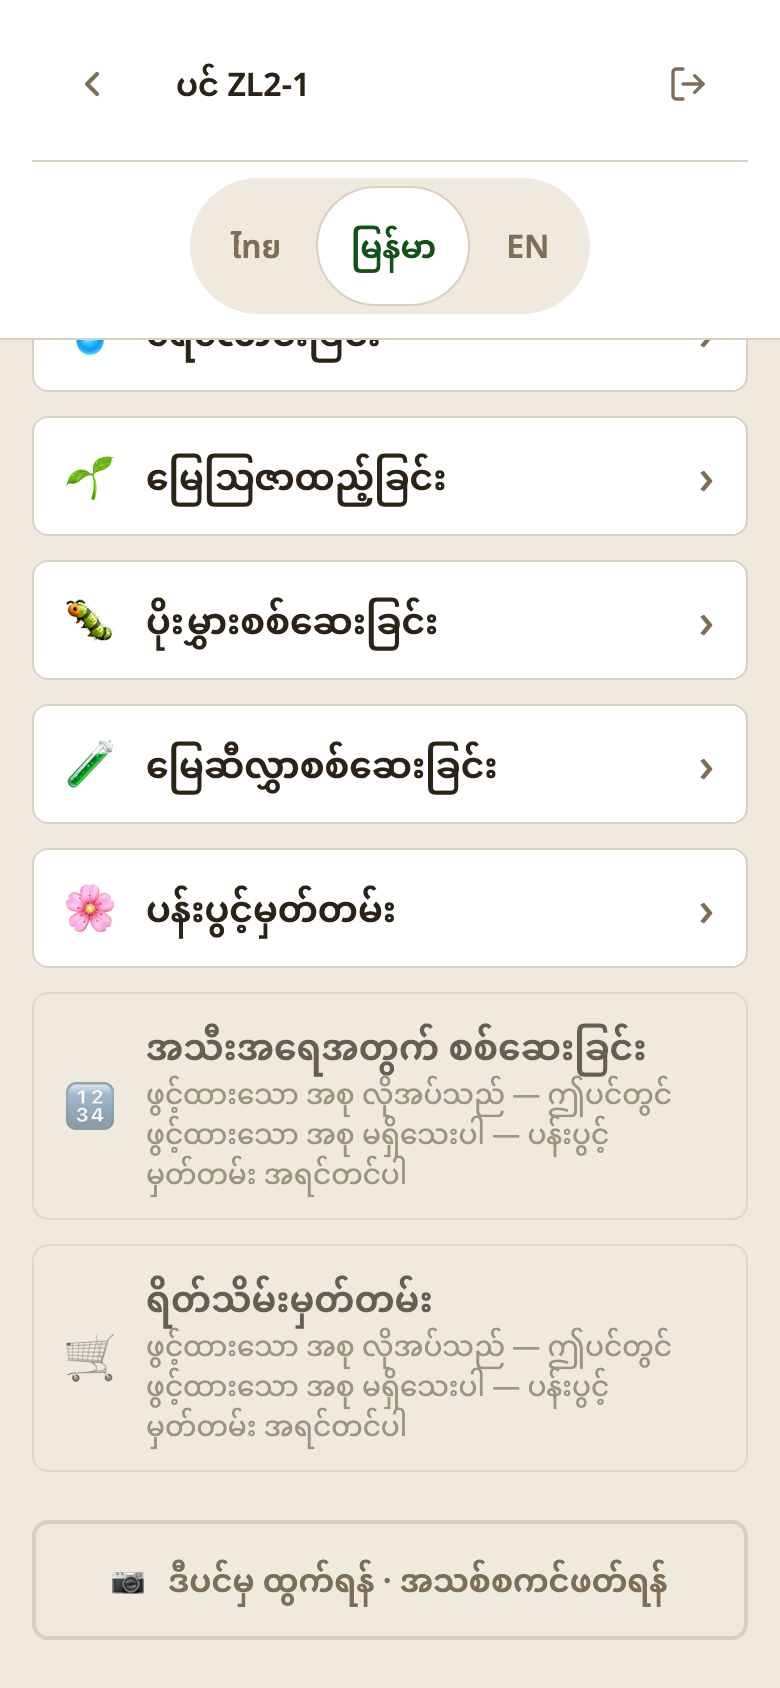 ပင် ZL2-1
ไทย
မြန်မာ
EN
မြေဩဇာထည့်ခြင်း
ပိုးမွှားစစ်ဆေးခြင်း
မြေဆီလွှာစစ်ဆေးခြင်း
ပန်းပွင့်မှတ်တမ်း
အသီးအရေအတွက် စစ်ဆေးခြင်း
ဖွင့်ထားသော အစု လိုအပ်သည် — ဤပင်တွင်
ဖွင့်ထားသော အစု မရှိသေးပါ — ပန်းပွင့်
မှတ်တမ်း အရင်တင်ပါ
ရိတ်သိမ်းမှတ်တမ်း
ဖွင့်ထားသော အစု လိုအပ်သည် — ဤပင်တွင်
ဖွင့်ထားသော အစု မရှိသေးပါ — ပန်းပွင့်
မှတ်တမ်း အရင်တင်ပါ
ဒီပင်မှ ထွက်ရန် · အသစ်စကင်ဖတ်ရန်